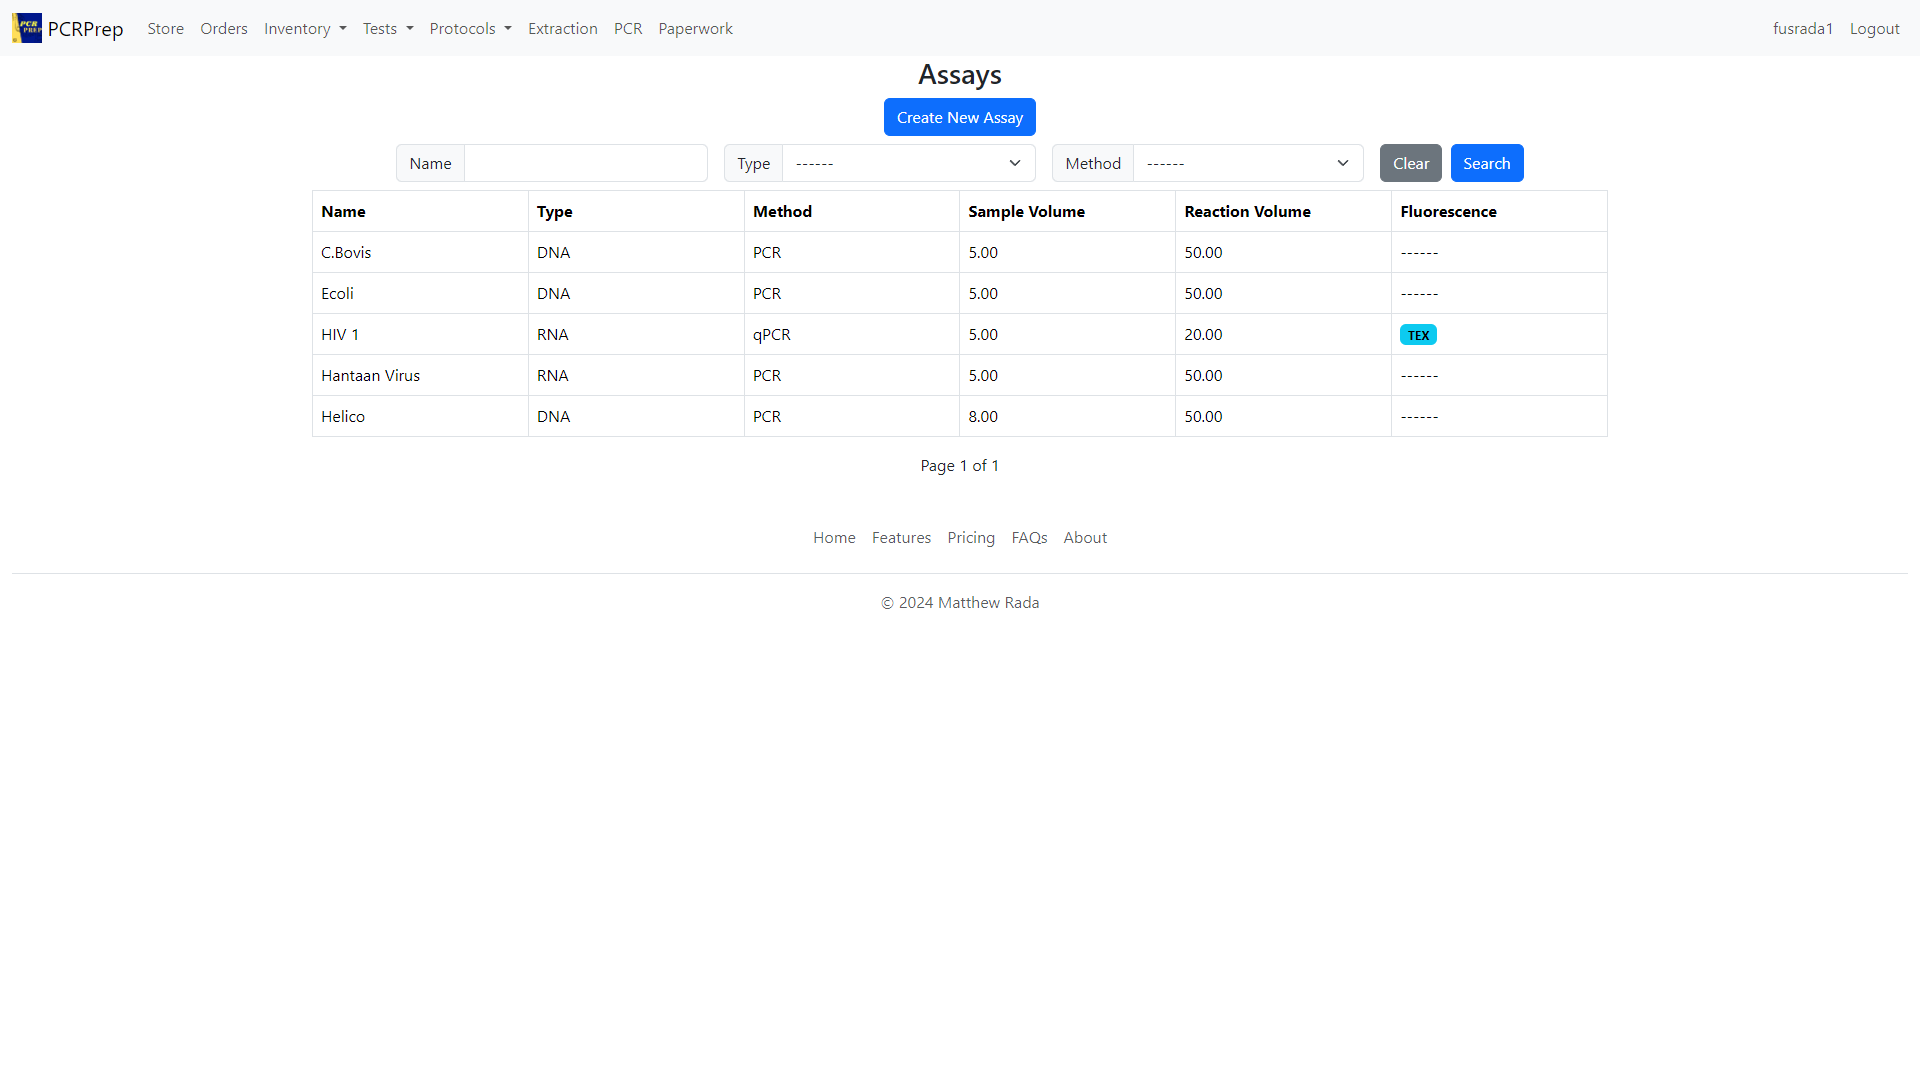 PCR PREP PCRPrep Store Orders Inventory Tests Protocols Extraction PCR Paperwork fusrada1 Logout
Assays
Create New Assay
Name Type ------ Method ------ Clear Search
Name Type Method Sample Volume Reaction Volume Fluorescence
C.Bovis DNA PCR 5.00 50.00 ------
Ecoli DNA PCR 5.00 50.00 ------
HIV 1 RNA qPCR 5.00 20.00 TEX
Hantaan Virus RNA PCR 5.00 50.00 ------
Helico DNA PCR 8.00 50.00 ------
Page 1 of 1
Home Features Pricing FAQs About
© 2024 Matthew Rada